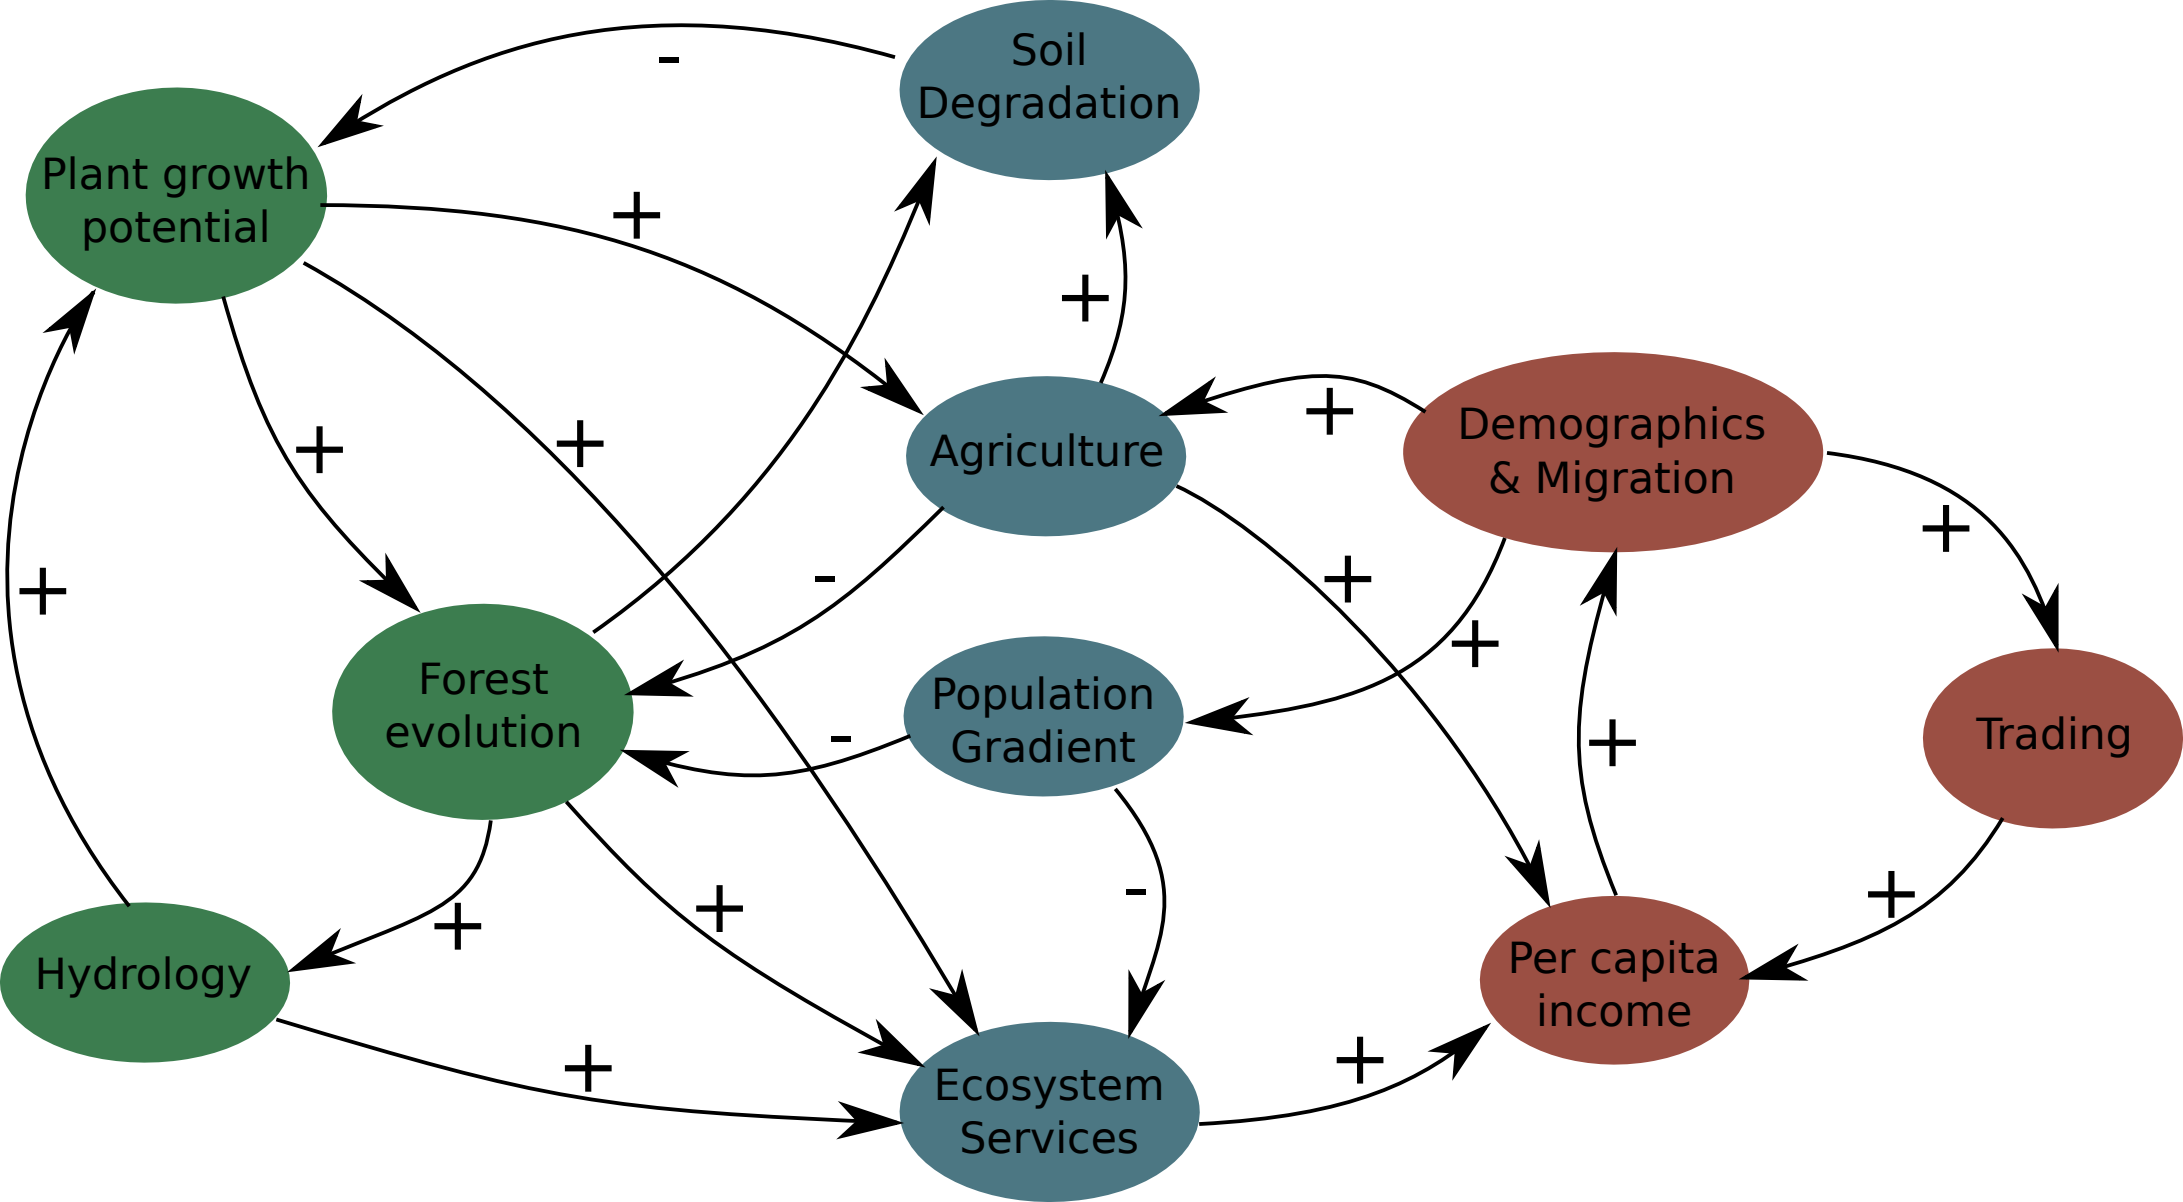 Soil
Degradation
-
Plant growth
potential
+
+
Agriculture
+
Demographics
& Migration
+
+
+
+
-
+
+
Forest
evolution
Population
Gradient
-
+
Trading
+
+
-
+
Hydrology
+
Per capita
income
+
+
Ecosystem
Services